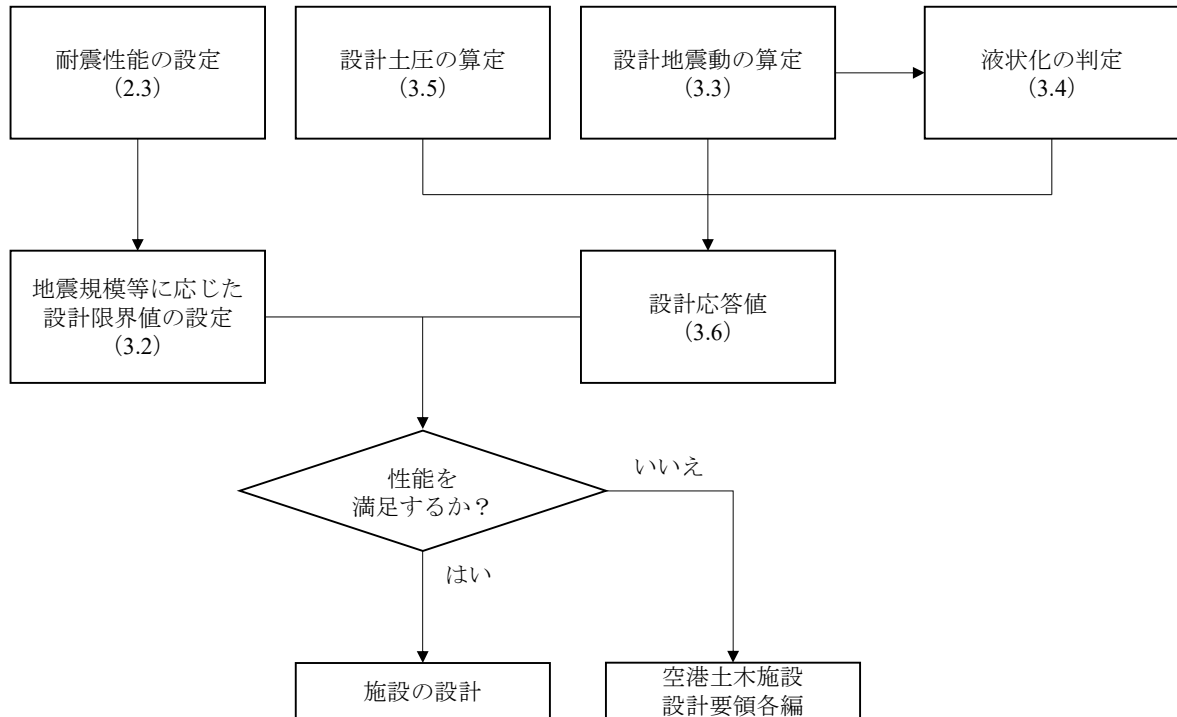 耐震性能の設定
（2.3）
設計土圧の算定
（3.5）
設計地震動の算定
（3.3）
液状化の判定
（3.4）
地震規模等に応じた
設計限界値の設定
（3.2）
設計応答値
（3.6）
性能を
満足するか？
いいえ
はい
施設の設計
空港土木施設
設計要領各編